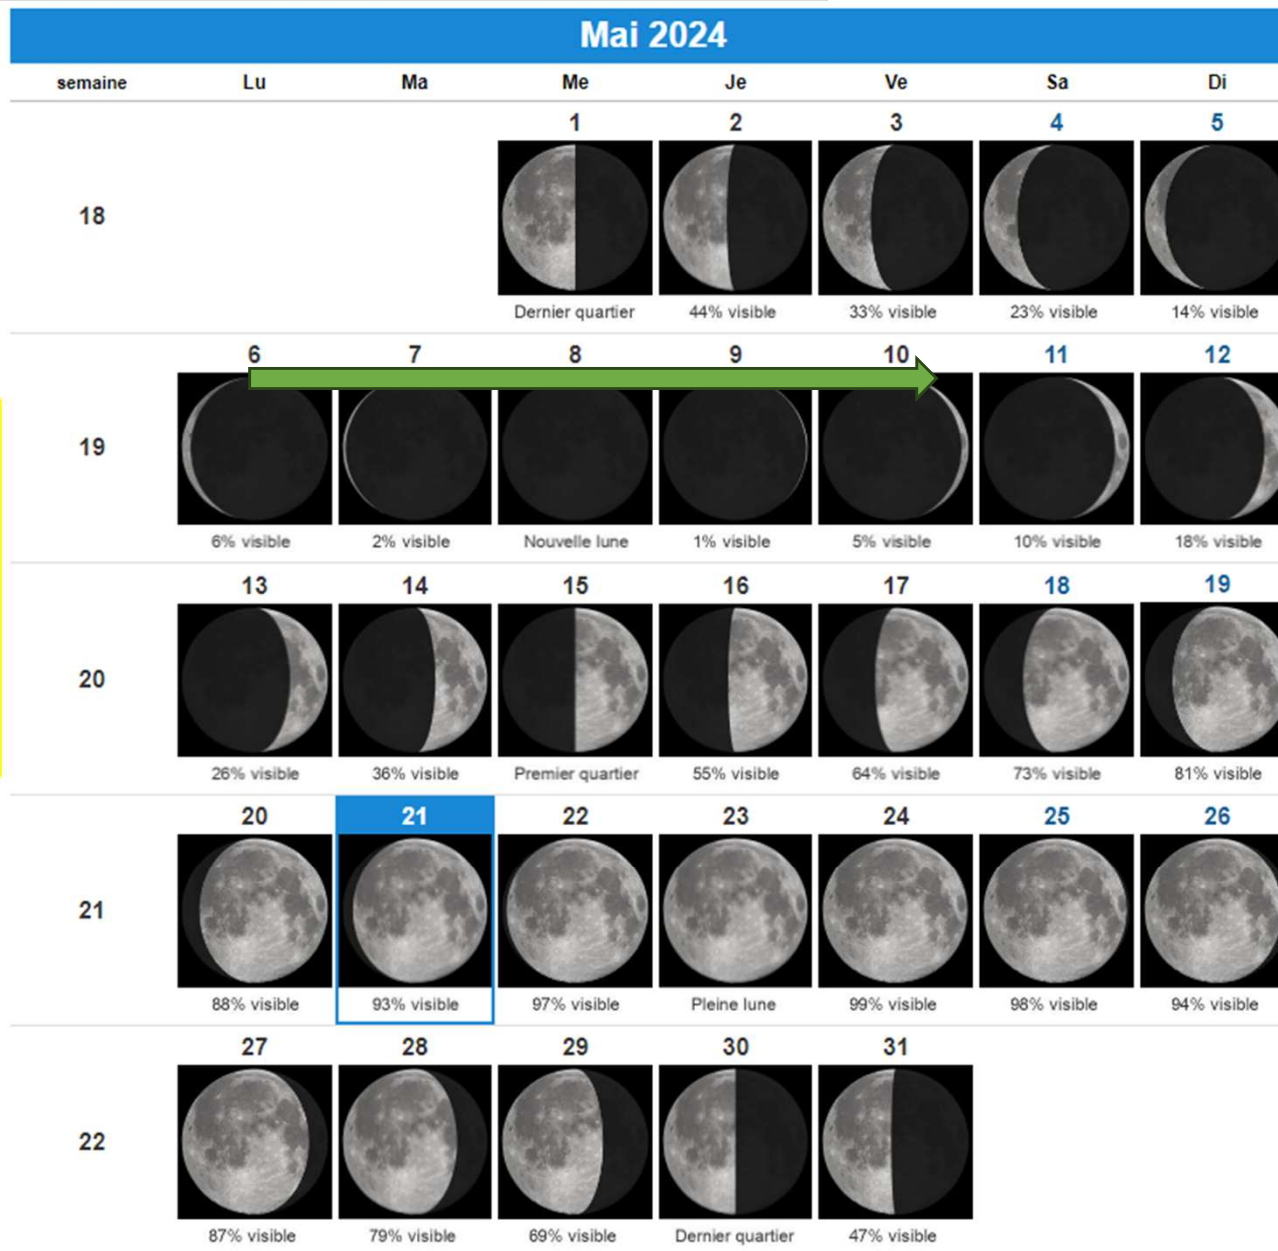 Mai 2024
semaine Lu Ma Me Je Ve Sa Di
1 2 3 4 5
18
Dernier quartier 44% visible 33% visible 23% visible 14% visible
6 7 8 9 10 11 12
19
6% visible 2% visible Nouvelle lune 1% visible 5% visible 10% visible 18% visible
13 14 15 16 17 18 19
20
26% visible 36% visible Premier quartier 55% visible 64% visible 73% visible 81% visible
20 21 22 23 24 25 26
21
88% visible 93% visible 97% visible Pleine lune 99% visible 98% visible 94% visible
27 28 29 30 31
22
87% visible 79% visible 69% visible Dernier quartier 47% visible